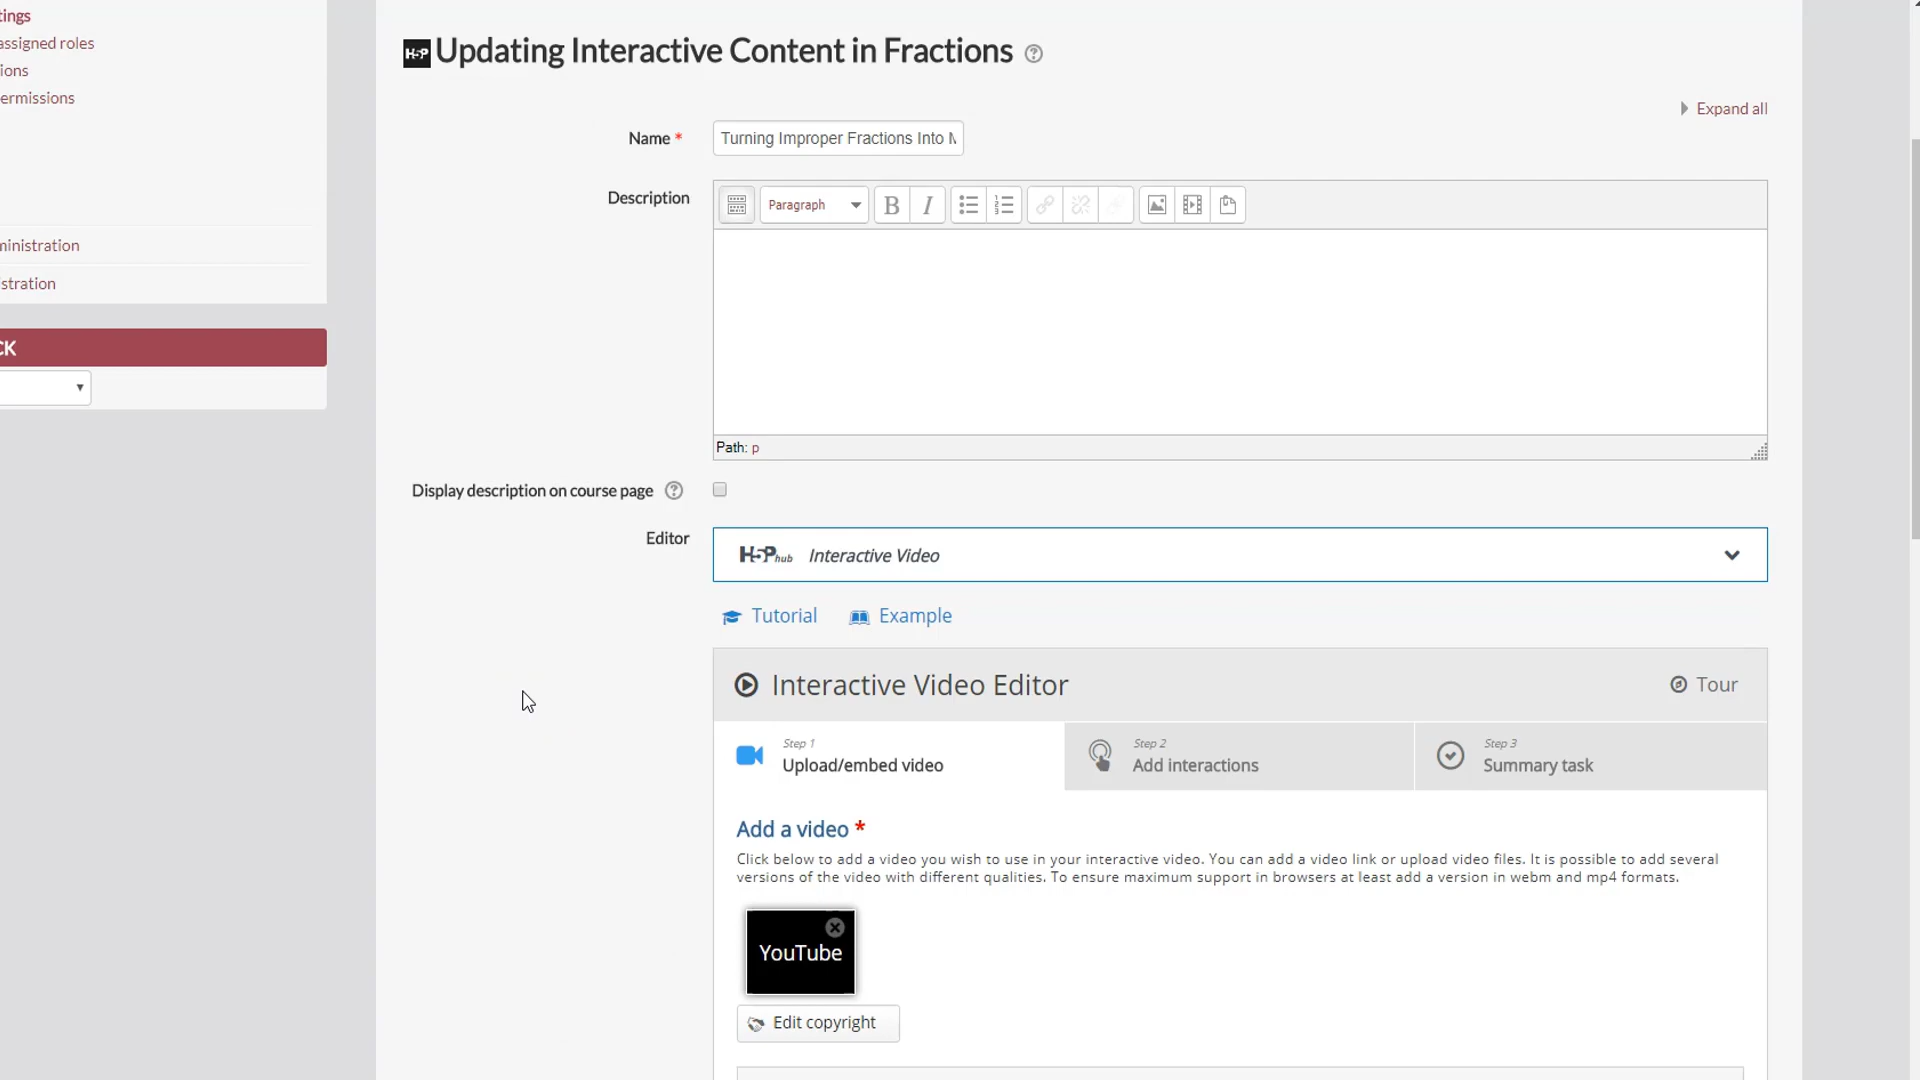 tings
assigned roles
ions
ermissions
ministration
stration
CK
H5P Updating Interactive Content in Fractions ?
Expand all
Name *
Turning Improper Fractions Into M
Description
Paragraph
B I
Path: p
Display description on course page ?
Editor
H5P hub Interactive Video
Tutorial Example
Interactive Video Editor
Tour
Step 1
Upload/embed video
Step 2
Add interactions
Step 3
Summary task
Add a video *
Click below to add a video you wish to use in your interactive video. You can add a video link or upload video files. It is possible to add several
versions of the video with different qualities. To ensure maximum support in browsers at least add a version in webm and mp4 formats.
YouTube
Edit copyright